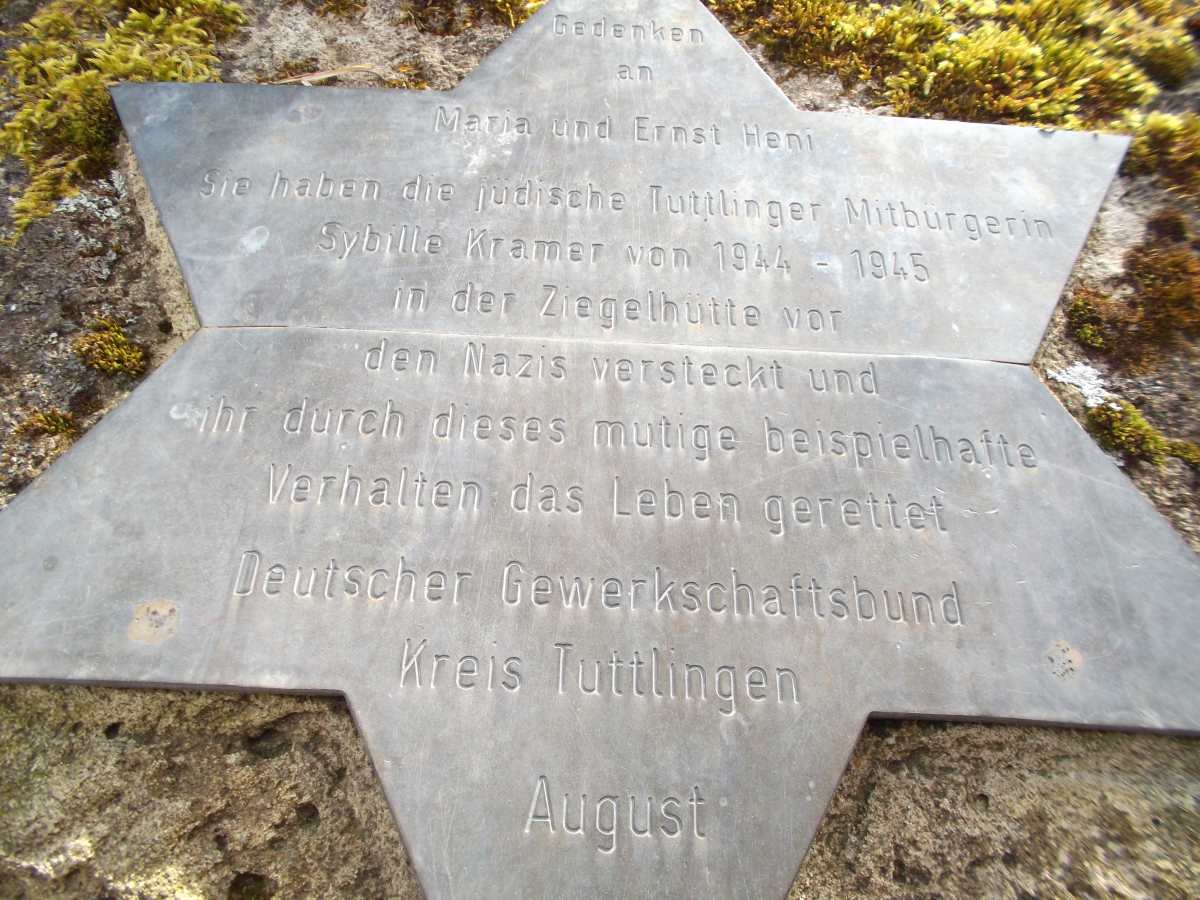 Gedenken
an
Maria und Ernst Heni
Sie haben die jüdische Tuttlinger Mitbürgerin
Sybille Kramer von 1944 - 1945
in der Ziegelhütte vor
den Nazis versteckt und
ihr durch dieses mutige beispielhafte
Verhalten das Leben gerettet
Deutscher Gewerkschaftsbund
Kreis Tuttlingen
August